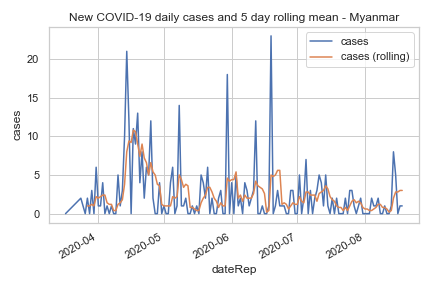 New COVID-19 daily cases and 5 day rolling mean - Myanmar
cases
cases (rolling)
cases
20
15
10
5
0
2020-04
2020-05
2020-06
2020-07
2020-08
dateRep